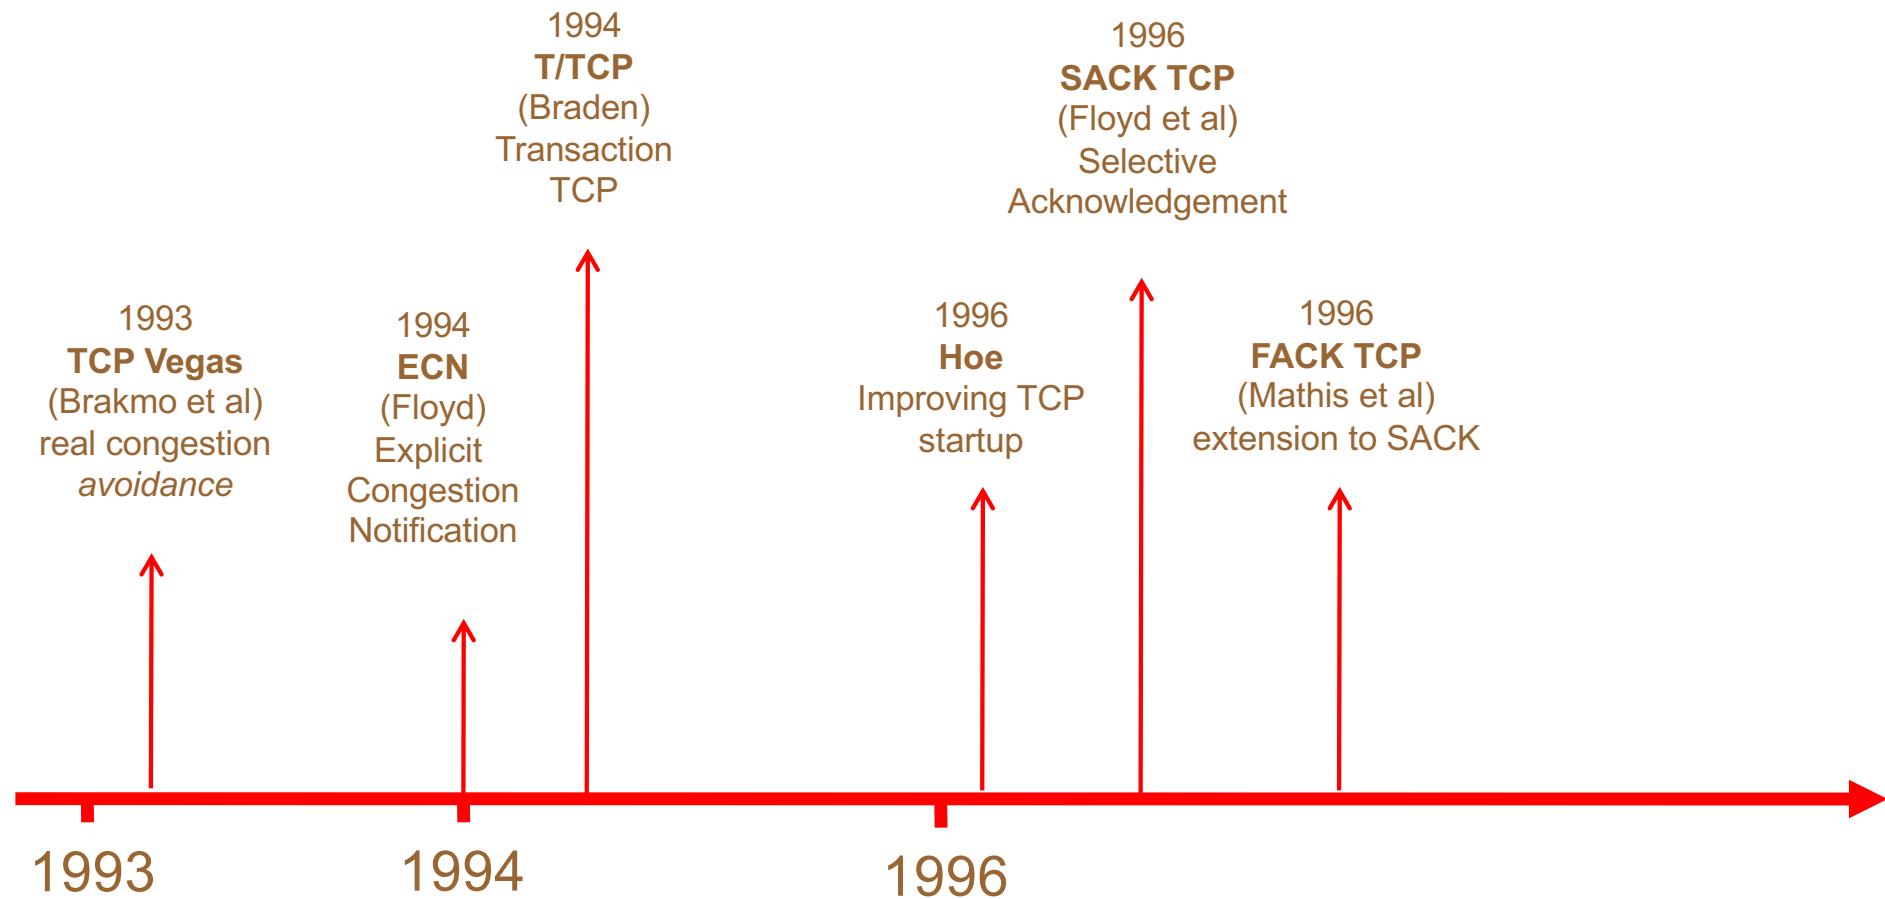 1993
TCP Vegas
(Brakmo et al)
real congestion
avoidance
1994
ECN
(Floyd)
Explicit
Congestion
Notification
1994
T/TCP
(Braden)
Transaction
TCP
1996
Hoe
Improving TCP
startup
1996
SACK TCP
(Floyd et al)
Selective
Acknowledgement
1996
FACK TCP
(Mathis et al)
extension to SACK
1993
1994
1996